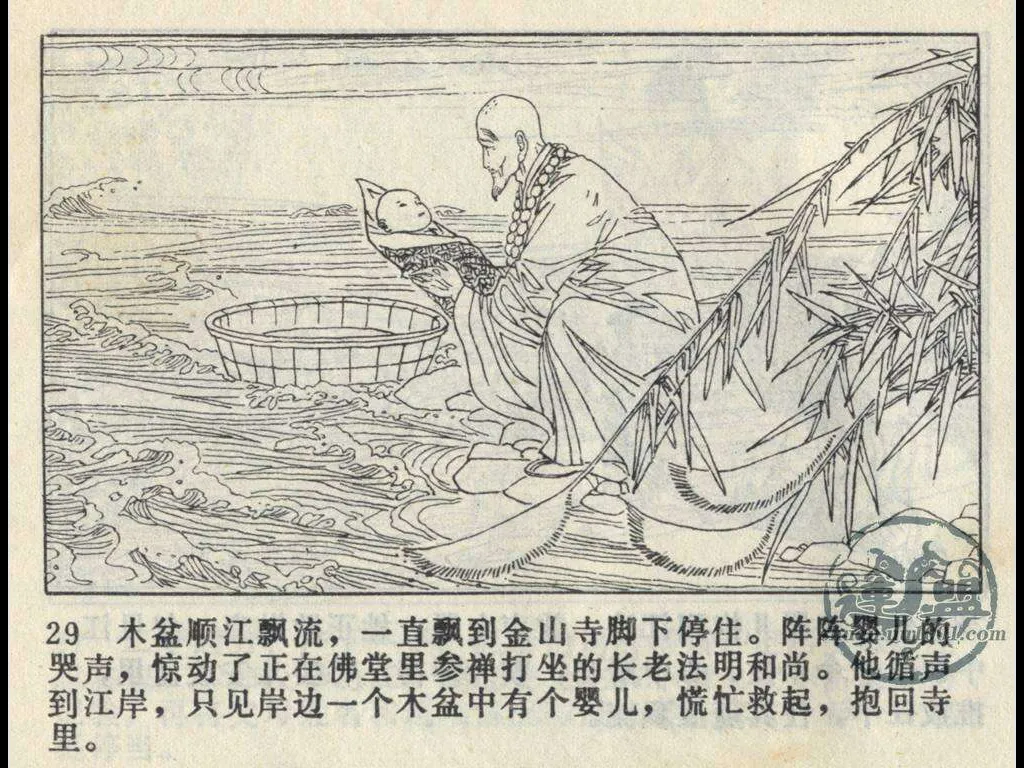 29 木盆顺江飘流，一直飘到金山寺脚下停住。阵阵婴儿的
哭声，惊动了正在佛堂里参禅打坐的长老法明和尚。他循声
到江岸，只见岸边一个木盆中有个婴儿，慌忙救起，抱回寺
里。